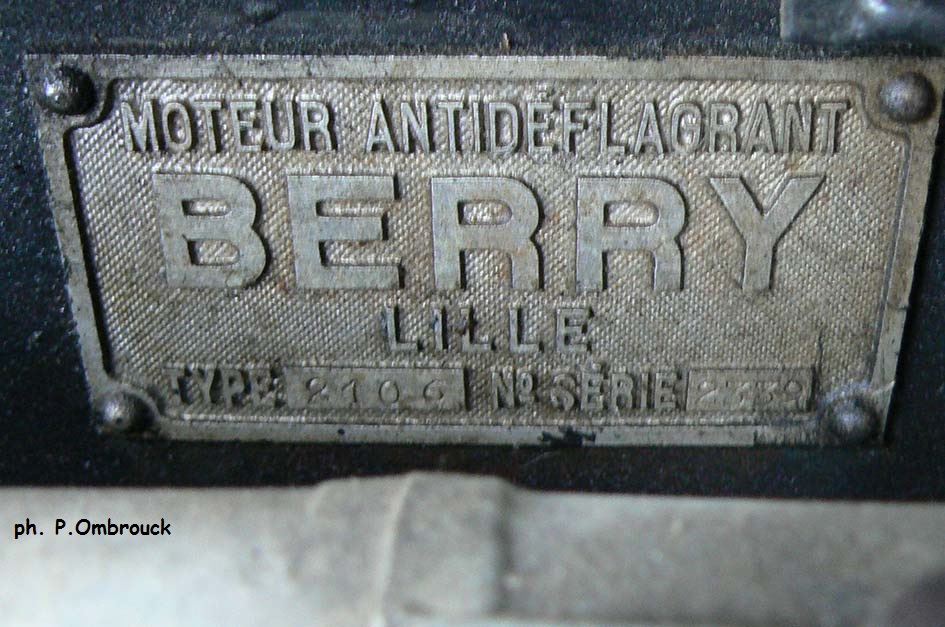 MOTEUR ANTIDÉFLAGRANT
BERRY
LILLE
TYPE 2106 No SÉRIE
ph. P.Ombrouck